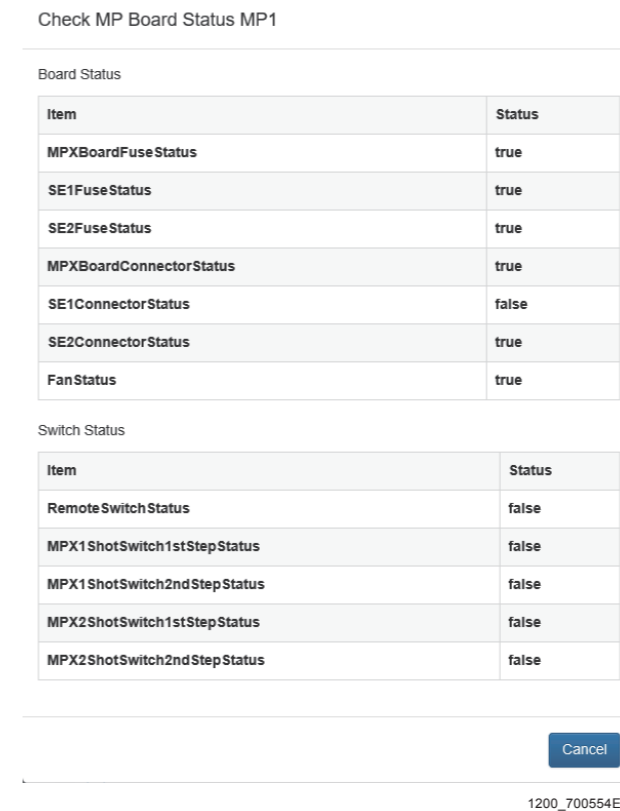 Check MP Board Status MP1
Board Status
Item Status
MPXBoardFuseStatus true
SE1FuseStatus true
SE2FuseStatus true
MPXBoardConnectorStatus true
SE1ConnectorStatus false
SE2ConnectorStatus true
FanStatus true
Switch Status
Item Status
RemoteSwitchStatus false
MPX1ShotSwitch1stStepStatus false
MPX1ShotSwitch2ndStepStatus false
MPX2ShotSwitch1stStepStatus false
MPX2ShotSwitch2ndStepStatus false
Cancel
1200_700554E